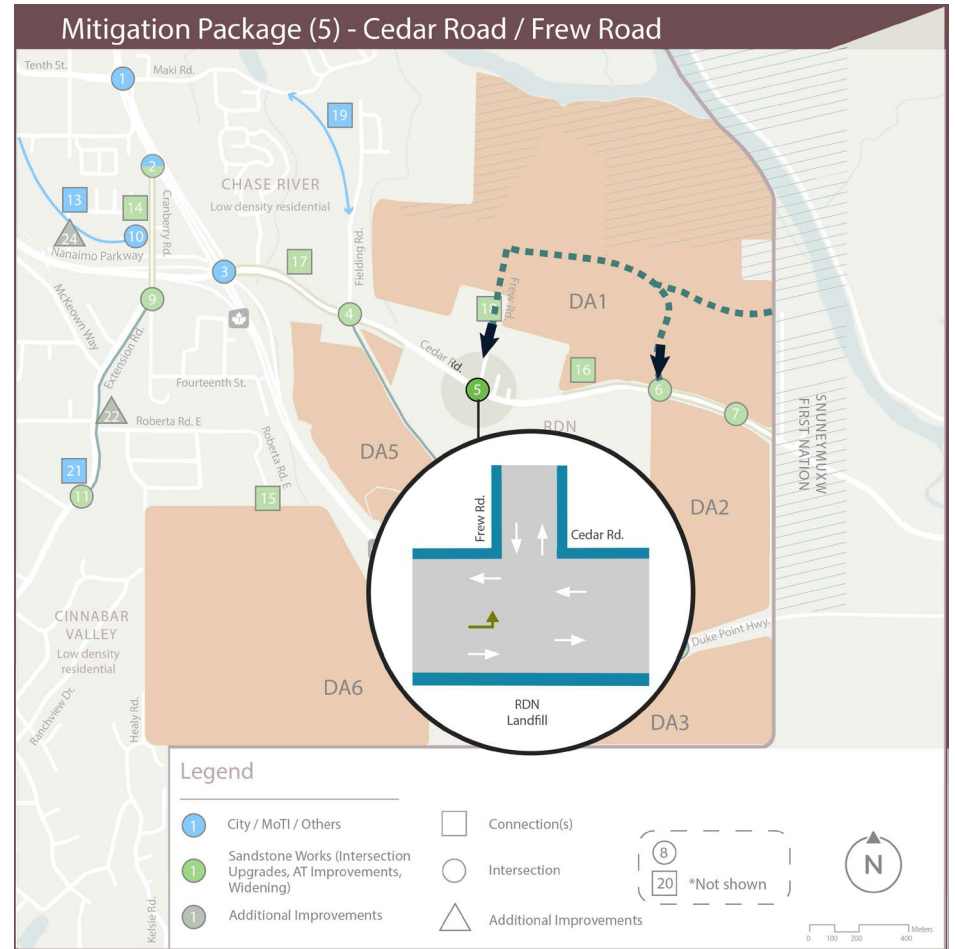 Mitigation Package (5) - Cedar Road / Frew Road
Tenth St.
Maki Rd.
1
19
2
CHASE RIVER
Low density residential
13
14
Cranberry Rd.
24
10
Nanaimo Parkway
17
3
Fielding Rd.
Frew Rd.
DA1
McKeown Way
9
4
Cedar Rd.
16
Extension Rd.
Fourteenth St.
5
6
7
22
Roberta Rd. E
RDN
SNUNEYMUXW
FIRST NATION
DA5
Roberta Rd. E
21
11
15
DA2
Frew Rd.
Cedar Rd.
CINNABAR
VALLEY
Low density
residential
Duke Point Hwy.
Ranchview Dr.
Healy Rd.
DA6
RDN
Landfill
DA3
Legend
1
City / MoTI / Others
Connection(s)
1
Sandstone Works (Intersection
Upgrades, AT Improvements,
Widening)
Intersection
8
20
*Not shown
N
1
Additional Improvements
Additional Improvements
Kelsie Rd.
Meters
0 100 200 400